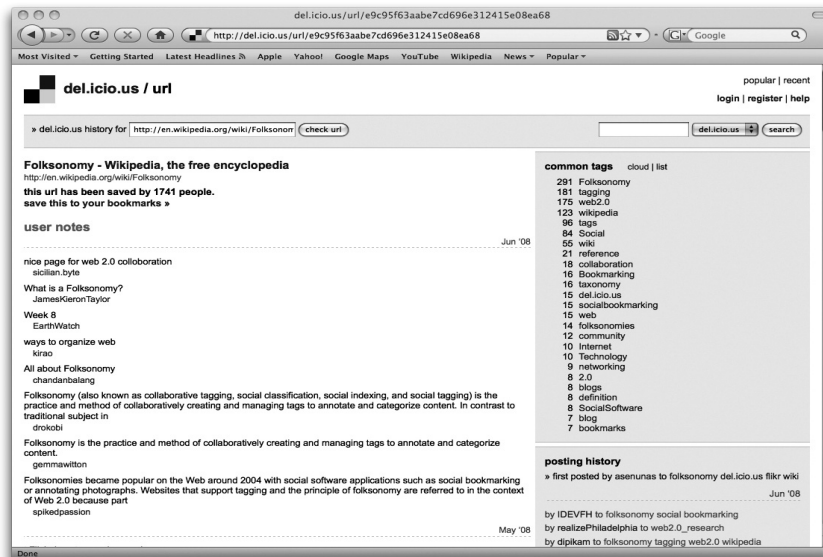 del.icio.us/url/e9c95f63aabe7cd696e312415e08ea68
http://del.icio.us/url/e9c95f63aabe7cd696e312415e08ea68
Google
Most Visited Getting Started Latest Headlines Apple Yahoo! Google Maps YouTube Wikipedia News Popular
del.icio.us / url
popular | recent
login | register | help
» del.icio.us history for http://en.wikipedia.org/wiki/Folksonom check url
del.icio.us search
Folksonomy - Wikipedia, the free encyclopedia
http://en.wikipedia.org/wiki/Folksonomy
this url has been saved by 1741 people.
save this to your bookmarks »
user notes
Jun '08
nice page for web 2.0 colloboration
sicilian.byte
What is a Folksonomy?
JamesKieronTaylor
Week 8
EarthWatch
ways to organize web
kirao
All about Folksonomy
chandanbalang
Folksonomy (also known as collaborative tagging, social classification, social indexing, and social tagging) is the
practice and method of collaboratively creating and managing tags to annotate and categorize content. In contrast to
traditional subject in
drokobi
Folksonomy is the practice and method of collaboratively creating and managing tags to annotate and categorize
content.
gemmawitton
Folksonomies became popular on the Web around 2004 with social software applications such as social bookmarking
or annotating photographs. Websites that support tagging and the principle of folksonomy are referred to in the context
of Web 2.0 because part
spikedpassion
May '08
common tags cloud | list
291 Folksonomy
181 tagging
175 web2.0
123 wikipedia
96 tags
84 Social
55 wiki
21 reference
18 collaboration
16 Bookmarking
16 taxonomy
15 del.icio.us
15 socialbookmarking
15 web
14 folksonomies
12 community
10 Internet
10 Technology
9 networking
8 2.0
8 blogs
8 definition
8 SocialSoftware
7 blog
7 bookmarks
posting history
» first posted by asenunas to folksonomy del.icio.us flikr wiki
Jun '08
by IDEVFH to folksonomy social bookmarking
by realizePhiladelphia to web2.0_research
by dipikam to folksonomy tagging web2.0 wikipedia
Done